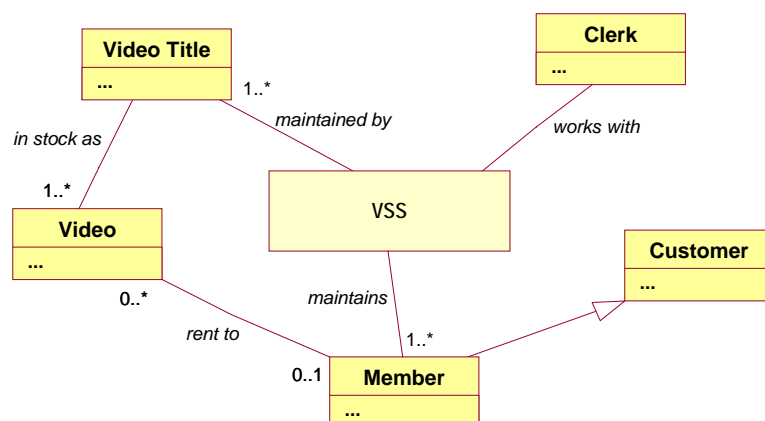 Video Title
...
Clerk
...
1..*
maintained by
in stock as
works with
1..*
VSS
Video
...
Customer
...
0..*
maintains
rent to
1..*
0..1
Member
...